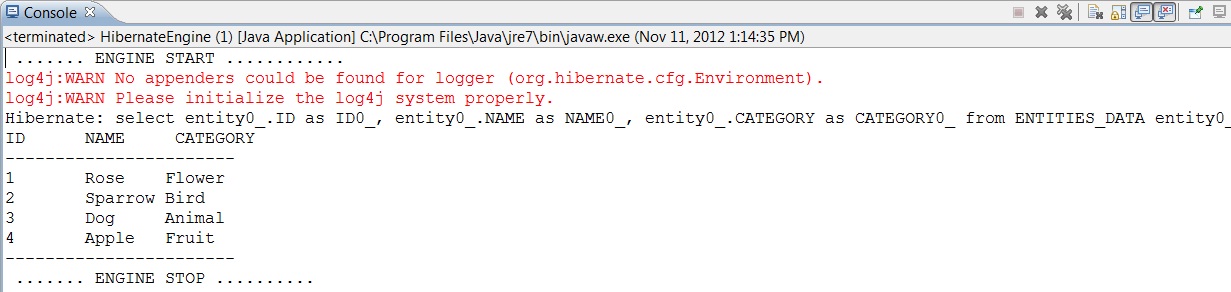 Console
<terminated> HibernateEngine (1) [Java Application] C:\Program Files\Java\jre7\bin\javaw.exe (Nov 11, 2012 1:14:35 PM)
....... ENGINE START ............
log4j:WARN No appenders could be found for logger (org.hibernate.cfg.Environment).
log4j:WARN Please initialize the log4j system properly.
Hibernate: select entity0_.ID as ID0_, entity0_.NAME as NAME0_, entity0_.CATEGORY as CATEGORY0_ from ENTITIES_DATA entity0_
ID NAME CATEGORY
-----------------------
1 Rose Flower
2 Sparrow Bird
3 Dog Animal
4 Apple Fruit
-----------------------
....... ENGINE STOP ..........